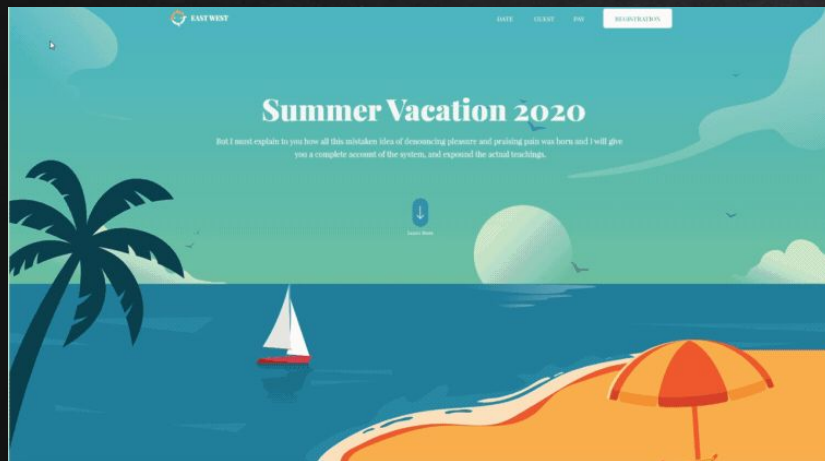 EAST WEST
DATE GUEST PAY REGISTRATION
Summer Vacation 2020
But I must explain to you how all this mistaken idea of denouncing pleasure and praising pain was born and I will give
you a complete account of the system, and expound the actual teachings.
Learn More